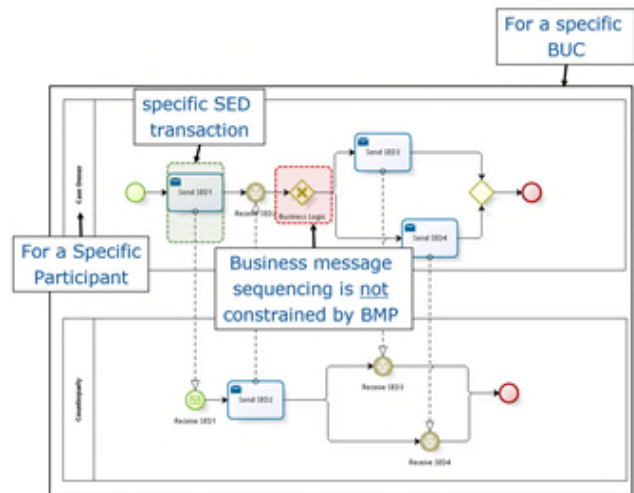 For a specific
BUC
specific SED
transaction
Send SED3
Case Owner
Send SED1
Receive SED2
Business Logic
Send SED4
For a Specific
Participant
Business message
sequencing is not
constrained by BMP
Counterparty
Receive SED3
Send SED2
Receive SED1
Receive SED4